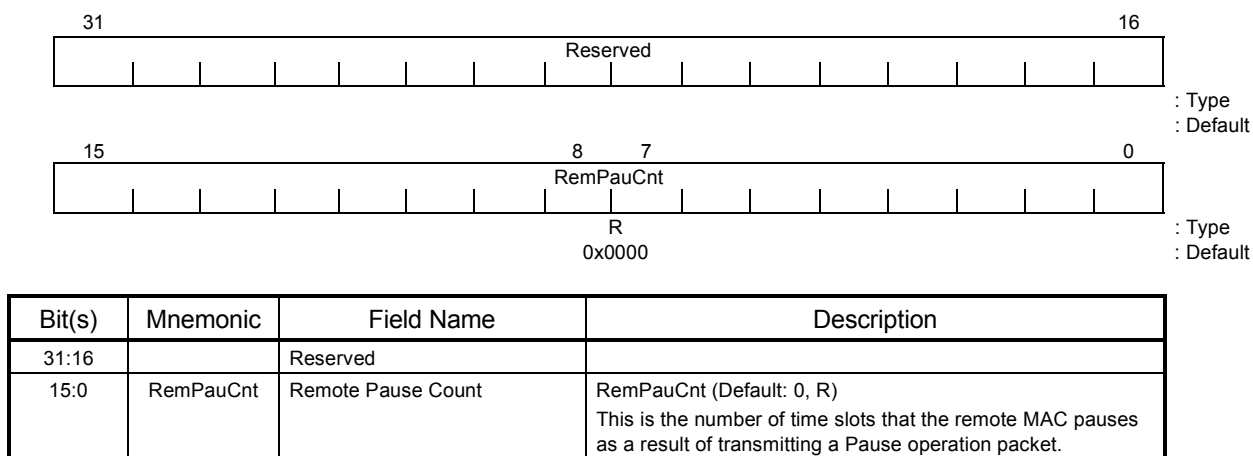 31 16
Reserved
: Type
: Default
15 8 7 0
RemPauCnt
R : Type
0x0000 : Default
Bit(s) Mnemonic Field Name Description
31:16 Reserved
15:0 RemPauCnt Remote Pause Count RemPauCnt (Default: 0, R)
This is the number of time slots that the remote MAC pauses
as a result of transmitting a Pause operation packet.